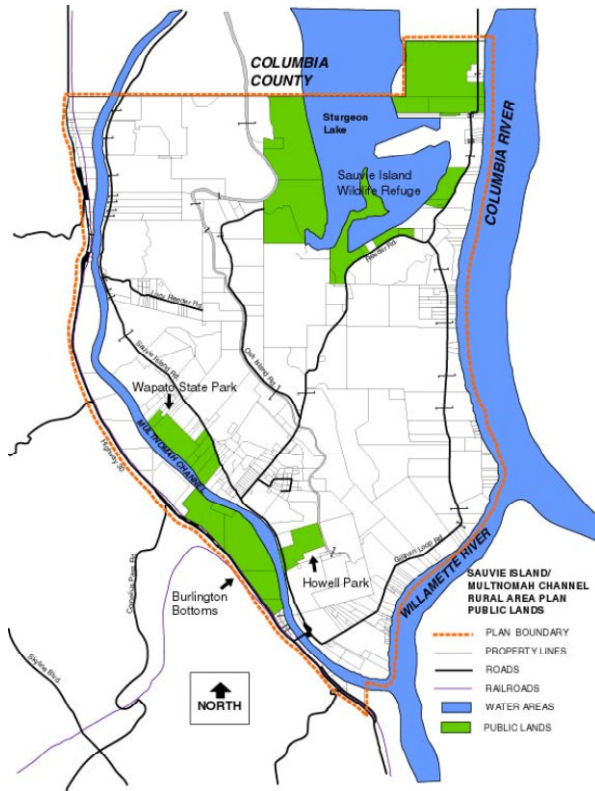 COLUMBIA
COUNTY
Sturgeon
Lake
Sauvie Island
Wildlife Refuge
COLUMBIA RIVER
Reeder Rd.
Lucy Reeder Rd.
Sauvie Island Rd.
Oak Island Rd.
Wapato State Park
MULTNOMAH CHANNEL
Highway 30
Gillihan Loop Rd.
Howell Park
Burlington
Bottoms
Cornelius Pass Rd.
Skyline Blvd.
WILLAMETTE RIVER
NORTH
SAUVIE ISLAND/
MULTNOMAH CHANNEL
RURAL AREA PLAN
PUBLIC LANDS
PLAN BOUNDARY
PROPERTY LINES
ROADS
RAILROADS
WATER AREAS
PUBLIC LANDS